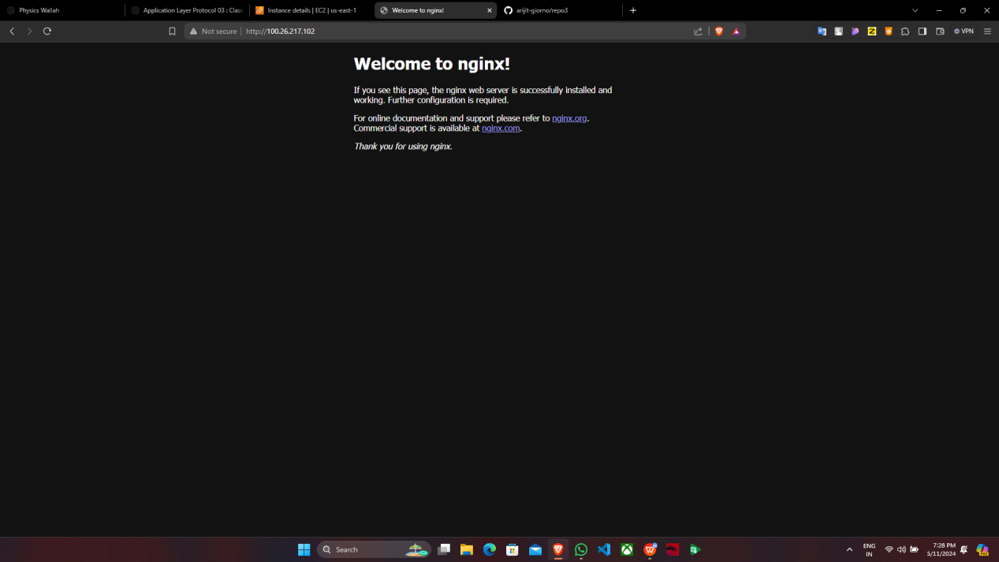 Physics Wallah
Application Layer Protocol 03 : Class
Instance details | EC2 | us-east-1
Welcome to nginx!
arijit-giorno/repo3
Not secure
http://100.26.217.102
VPN
Welcome to nginx!
If you see this page, the nginx web server is successfully installed and
working. Further configuration is required.
For online documentation and support please refer to nginx.org.
Commercial support is available at nginx.com.
Thank you for using nginx.
Search
ENG
IN
7:28 PM
5/11/2024